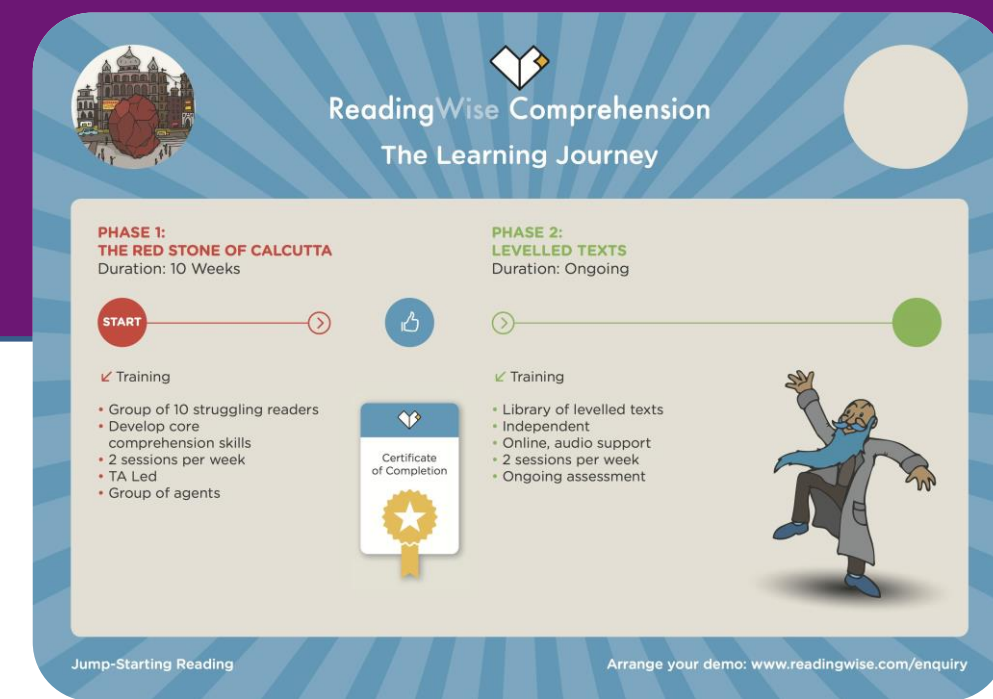 ReadingWise Comprehension
The Learning Journey
PHASE 1:
THE RED STONE OF CALCUTTA
Duration: 10 Weeks
START
Training
• Group of 10 struggling readers
• Develop core
comprehension skills
• 2 sessions per week
• TA Led
• Group of agents
Certificate
of Completion
PHASE 2:
LEVELLED TEXTS
Duration: Ongoing
Training
• Library of levelled texts
• Independent
• Online, audio support
• 2 sessions per week
• Ongoing assessment
Jump-Starting Reading
Arrange your demo: www.readingwise.com/enquiry